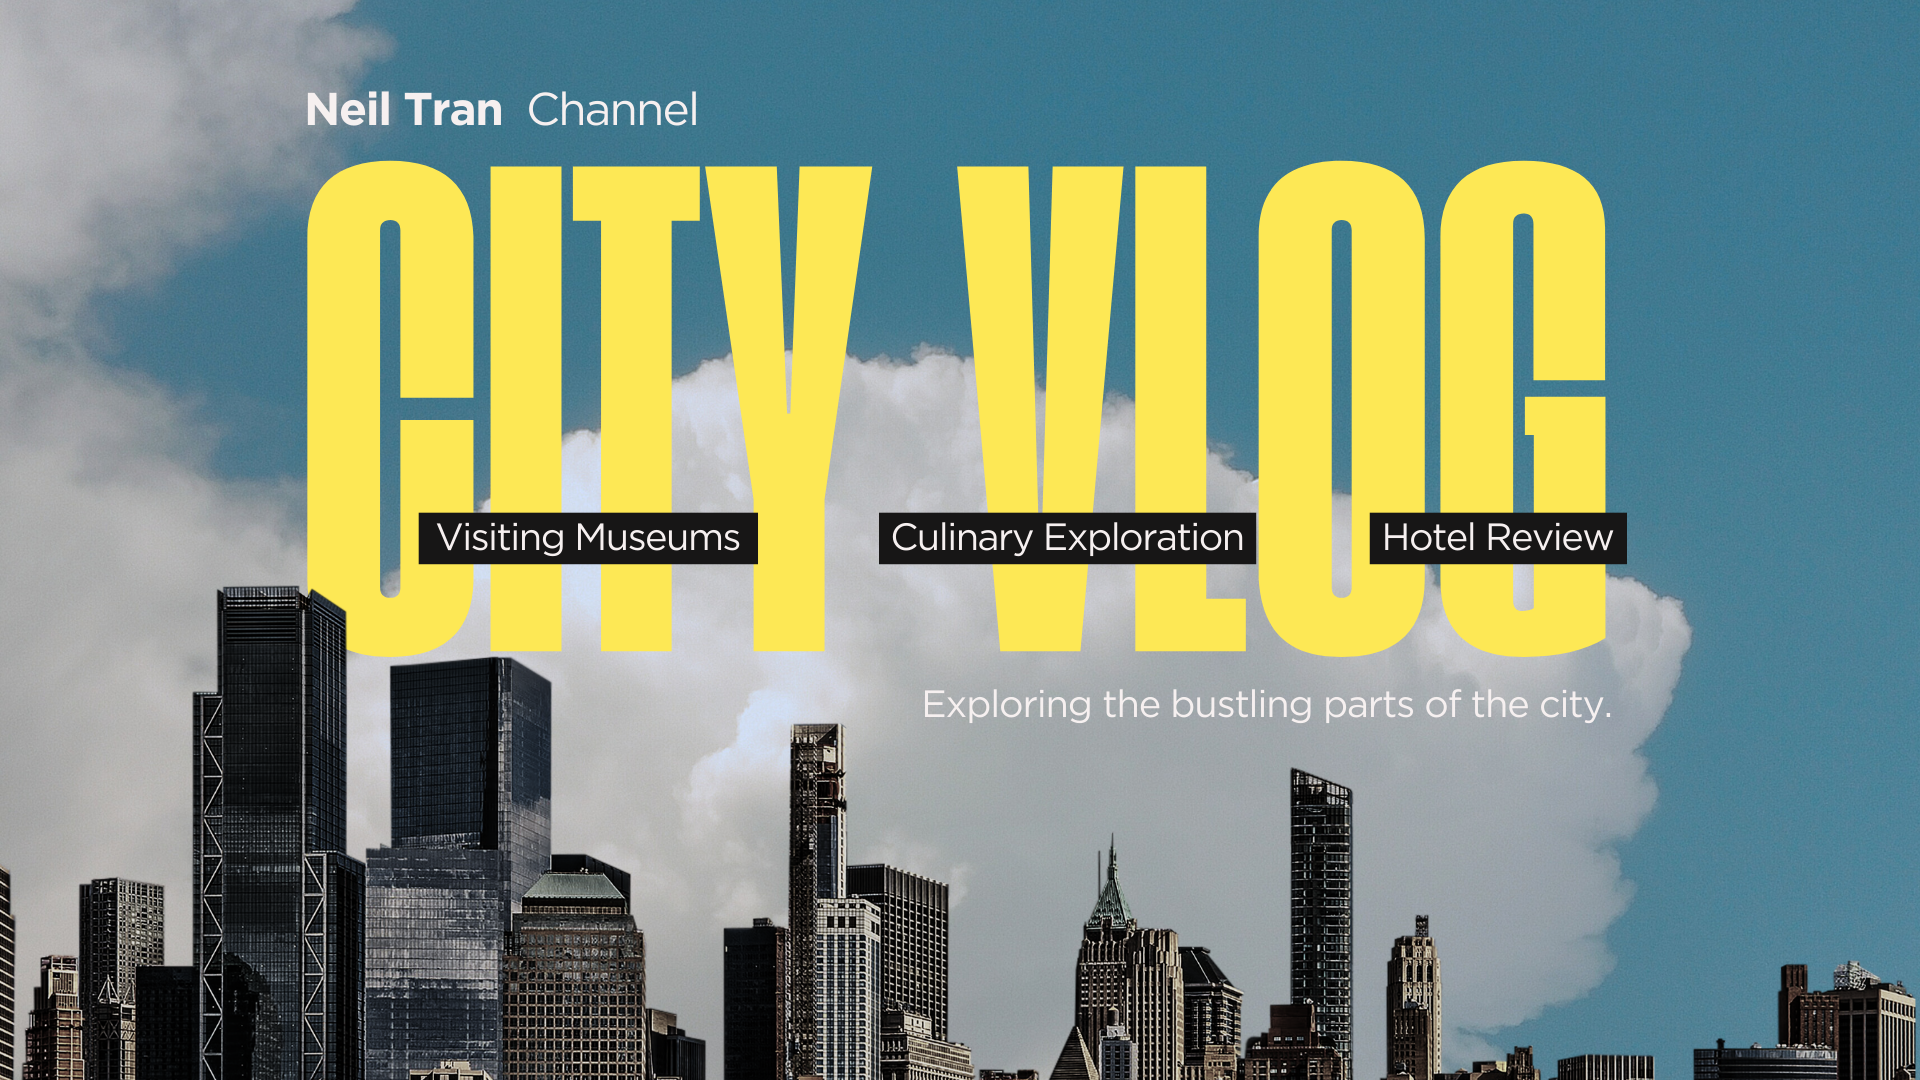 Neil Tran Channel
CITY VLOG
Visiting Museums
Culinary Exploration
Hotel Review
Exploring the bustling parts of the city.